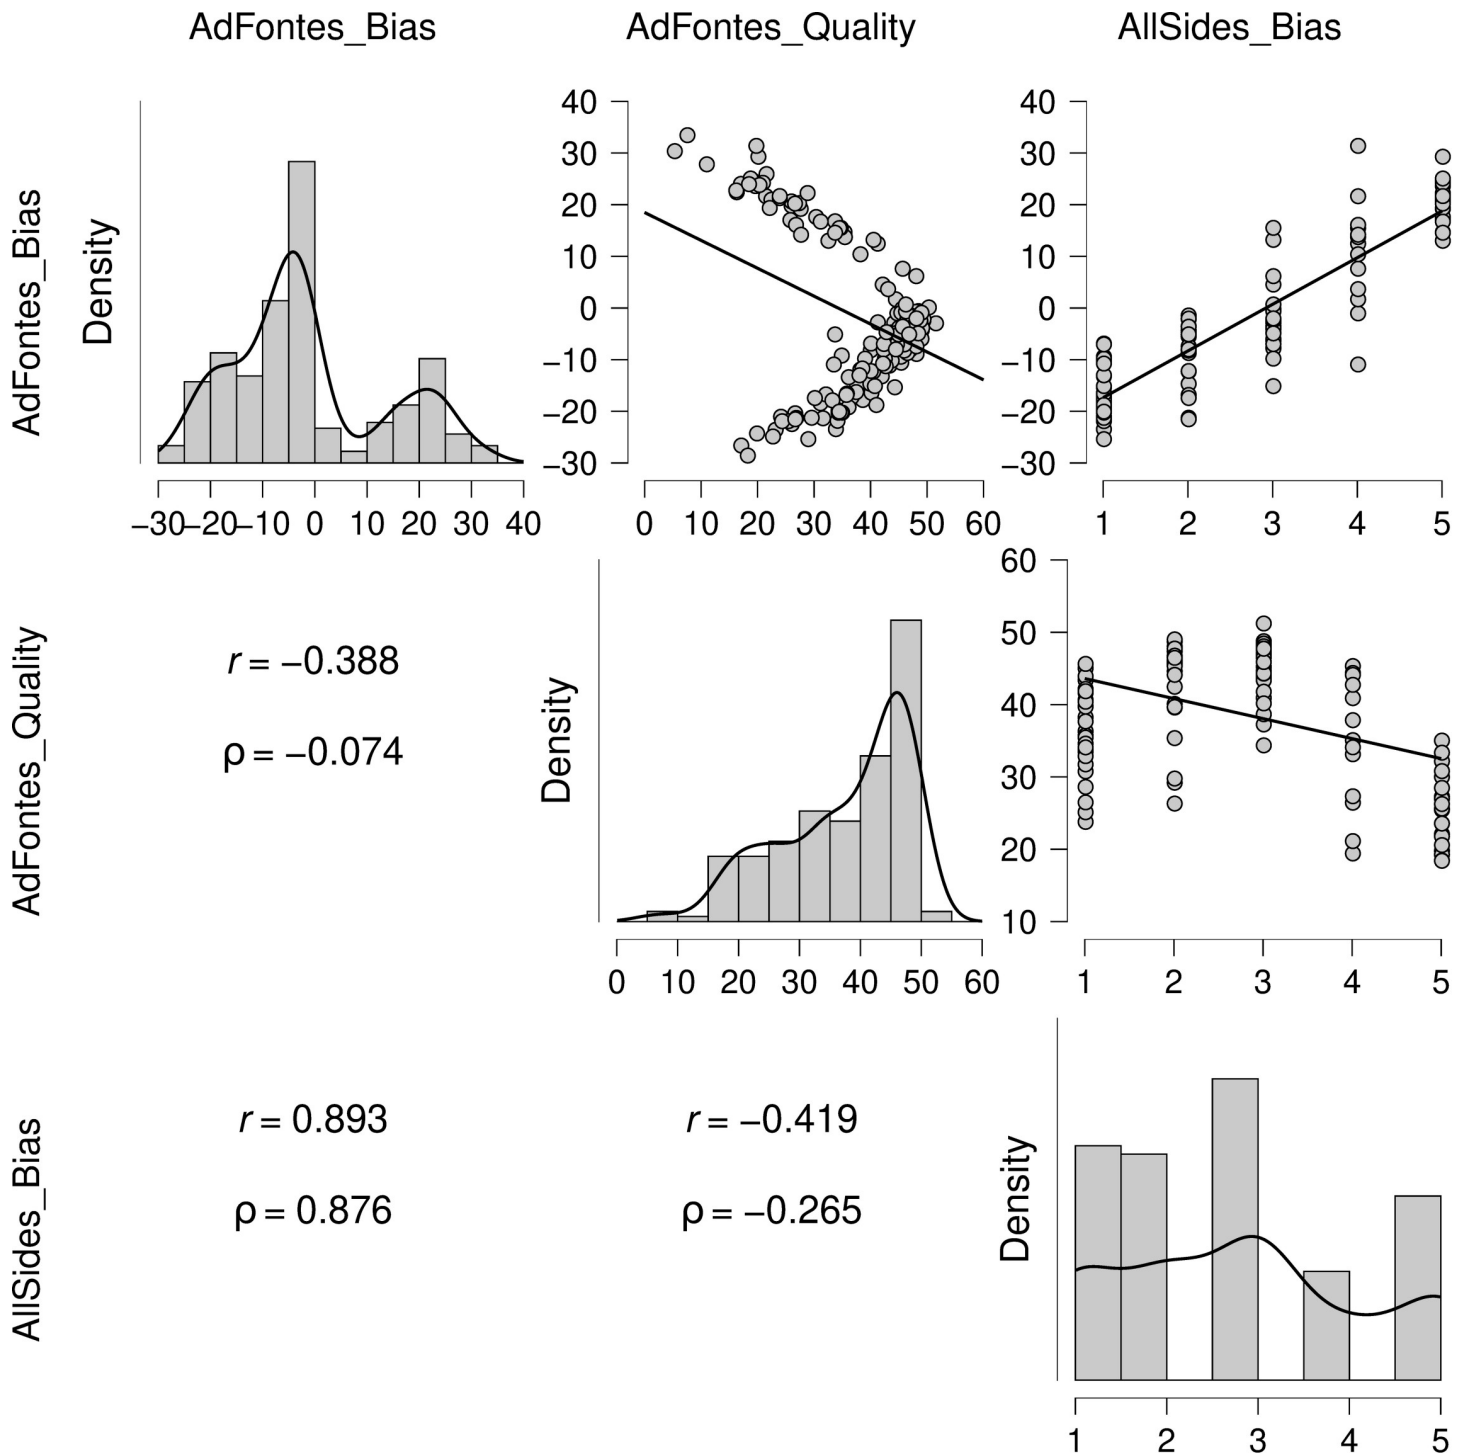 AdFontes_Bias AdFontes_Quality AllSides_Bias
AdFontes_Bias
Density
−30 −20 −10 0 10 20 30 40
40
30
20
10
0
−10
−20
−30
0 10 20 30 40 50 60
40
30
20
10
0
−10
−20
−30
1 2 3 4 5
AdFontes_Quality
r = −0.388
ρ = −0.074
Density
0 10 20 30 40 50 60
60
50
40
30
20
10
1 2 3 4 5
AllSides_Bias
r = 0.893
ρ = 0.876
r = −0.419
ρ = −0.265
Density
1 2 3 4 5